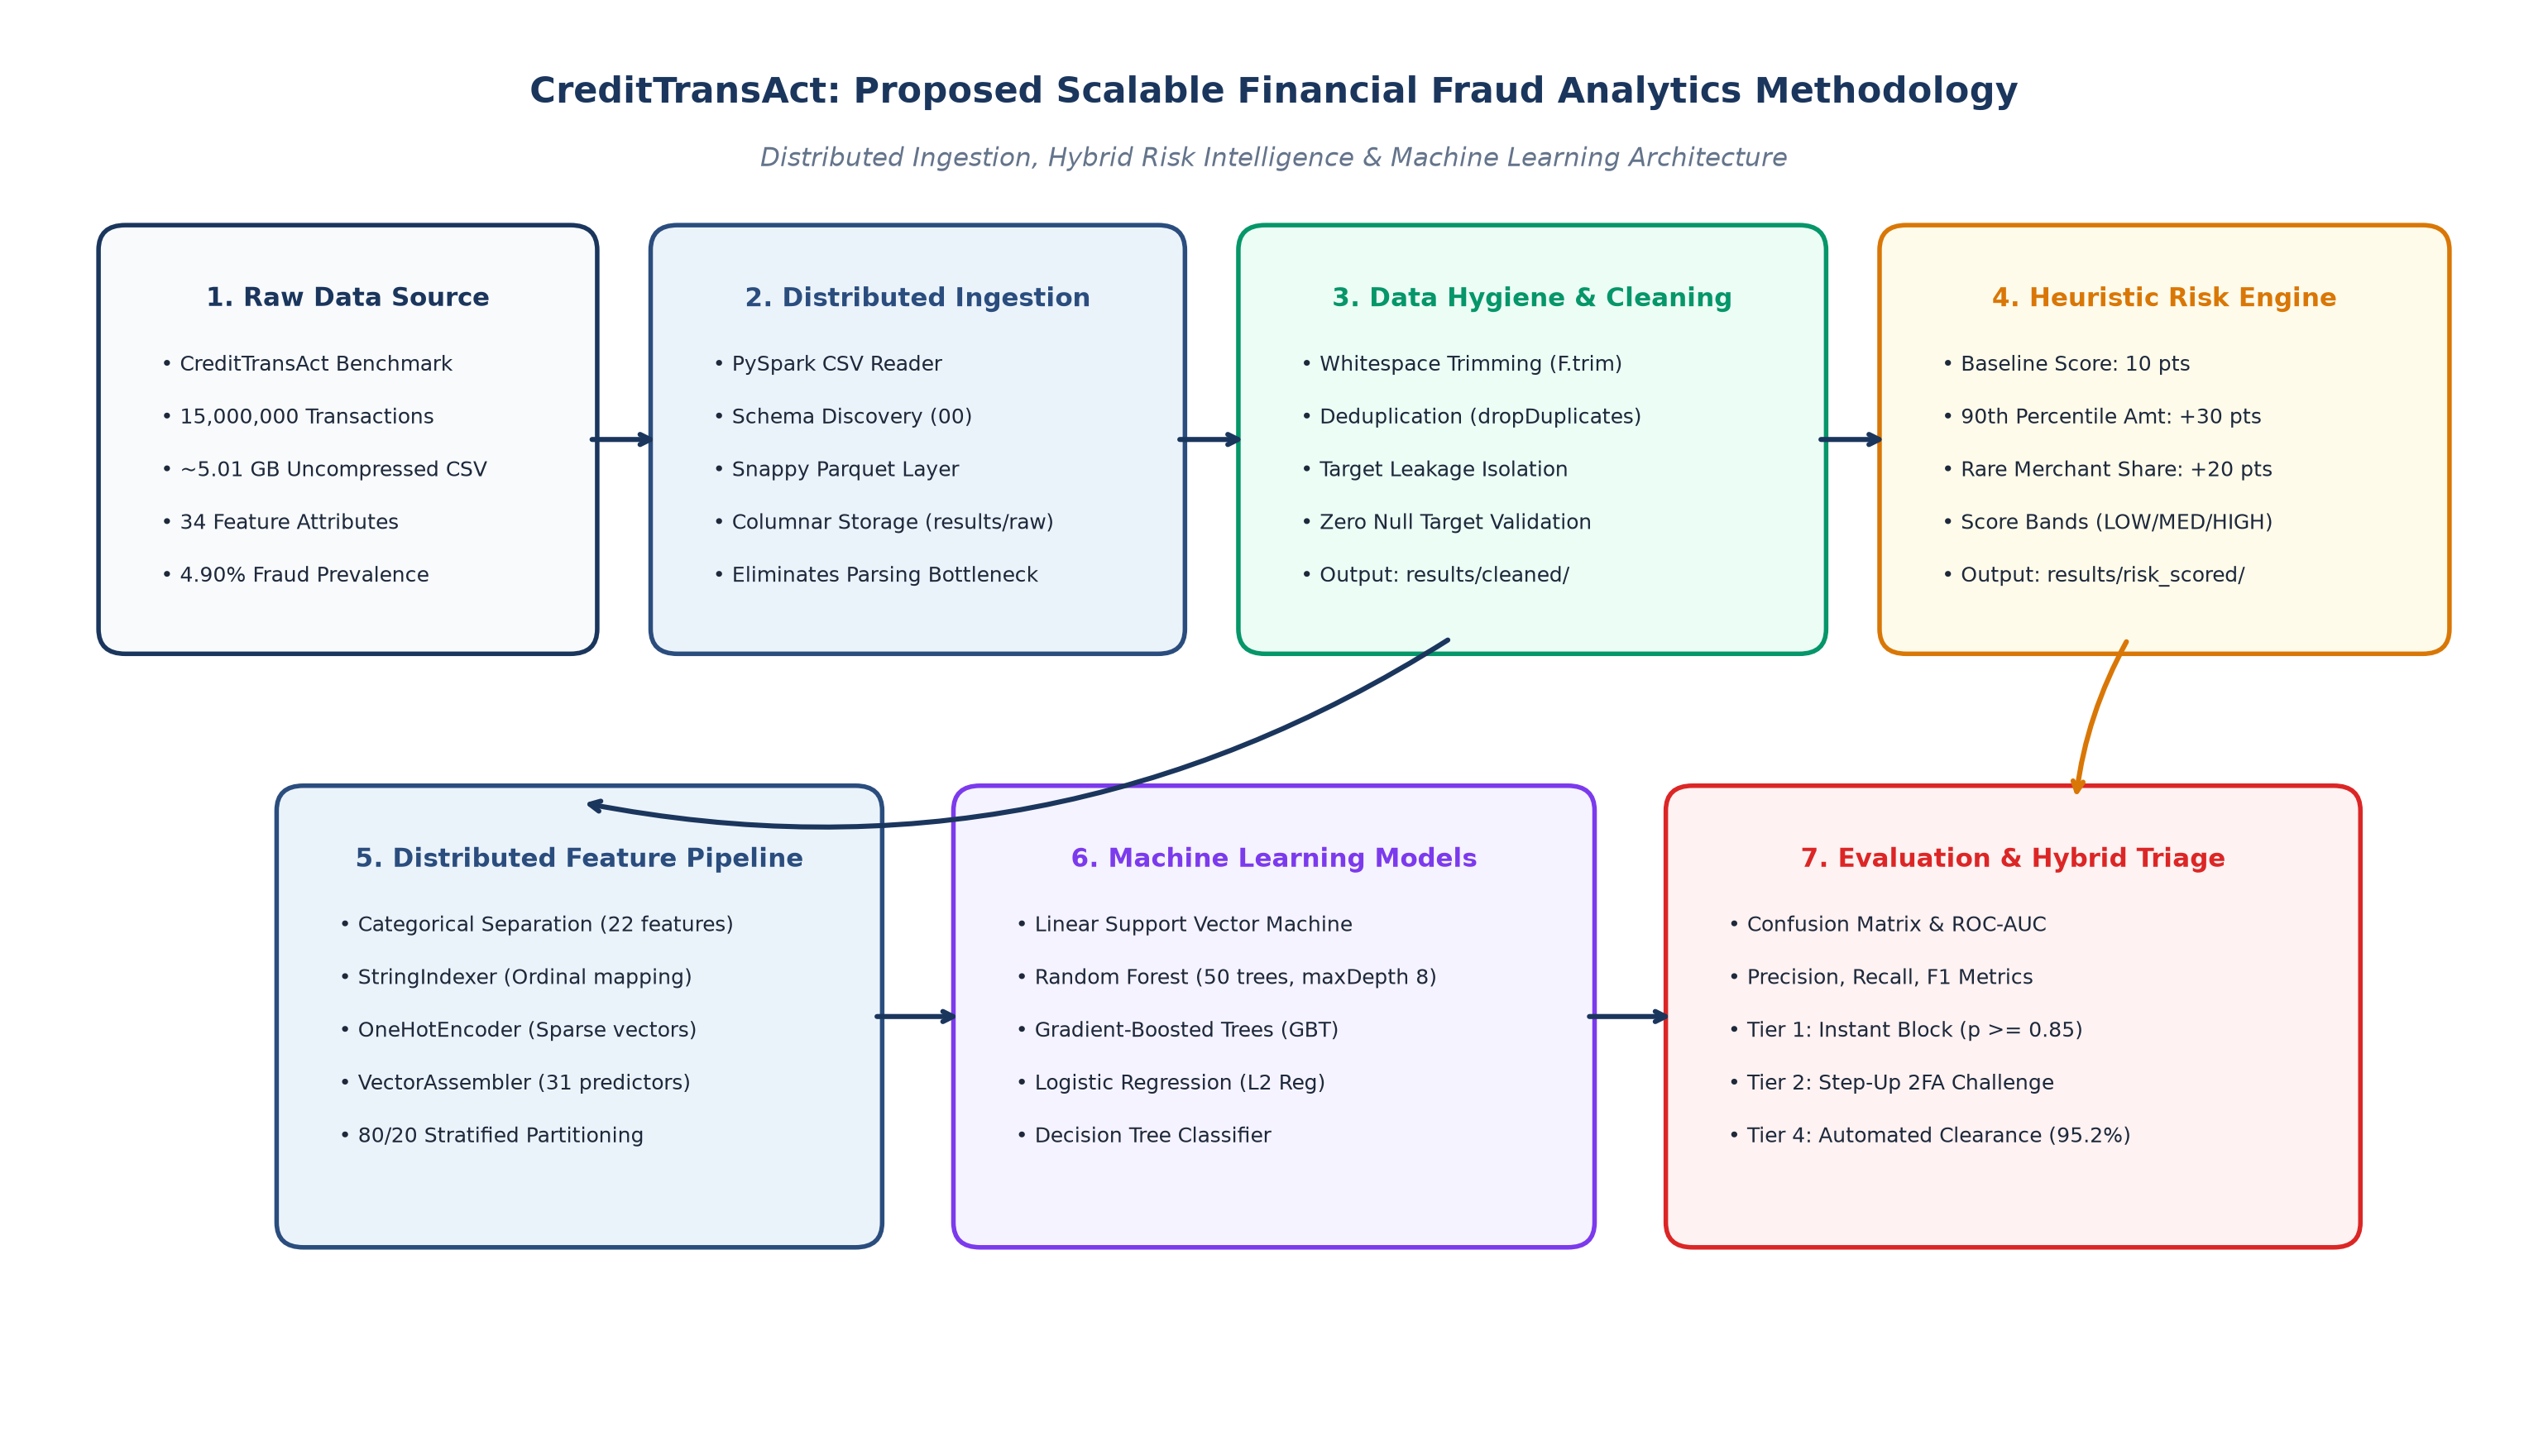 CreditTransAct: Proposed Scalable Financial Fraud Analytics Methodology
Distributed Ingestion, Hybrid Risk Intelligence & Machine Learning Architecture
1. Raw Data Source
• CreditTransAct Benchmark
• 15,000,000 Transactions
• ~5.01 GB Uncompressed CSV
• 34 Feature Attributes
• 4.90% Fraud Prevalence
2. Distributed Ingestion
• PySpark CSV Reader
• Schema Discovery (00)
• Snappy Parquet Layer
• Columnar Storage (results/raw)
• Eliminates Parsing Bottleneck
3. Data Hygiene & Cleaning
• Whitespace Trimming (F.trim)
• Deduplication (dropDuplicates)
• Target Leakage Isolation
• Zero Null Target Validation
• Output: results/cleaned/
4. Heuristic Risk Engine
• Baseline Score: 10 pts
• 90th Percentile Amt: +30 pts
• Rare Merchant Share: +20 pts
• Score Bands (LOW/MED/HIGH)
• Output: results/risk_scored/
5. Distributed Feature Pipeline
• Categorical Separation (22 features)
• StringIndexer (Ordinal mapping)
• OneHotEncoder (Sparse vectors)
• VectorAssembler (31 predictors)
• 80/20 Stratified Partitioning
6. Machine Learning Models
• Linear Support Vector Machine
• Random Forest (50 trees, maxDepth 8)
• Gradient-Boosted Trees (GBT)
• Logistic Regression (L2 Reg)
• Decision Tree Classifier
7. Evaluation & Hybrid Triage
• Confusion Matrix & ROC-AUC
• Precision, Recall, F1 Metrics
• Tier 1: Instant Block (p >= 0.85)
• Tier 2: Step-Up 2FA Challenge
• Tier 4: Automated Clearance (95.2%)